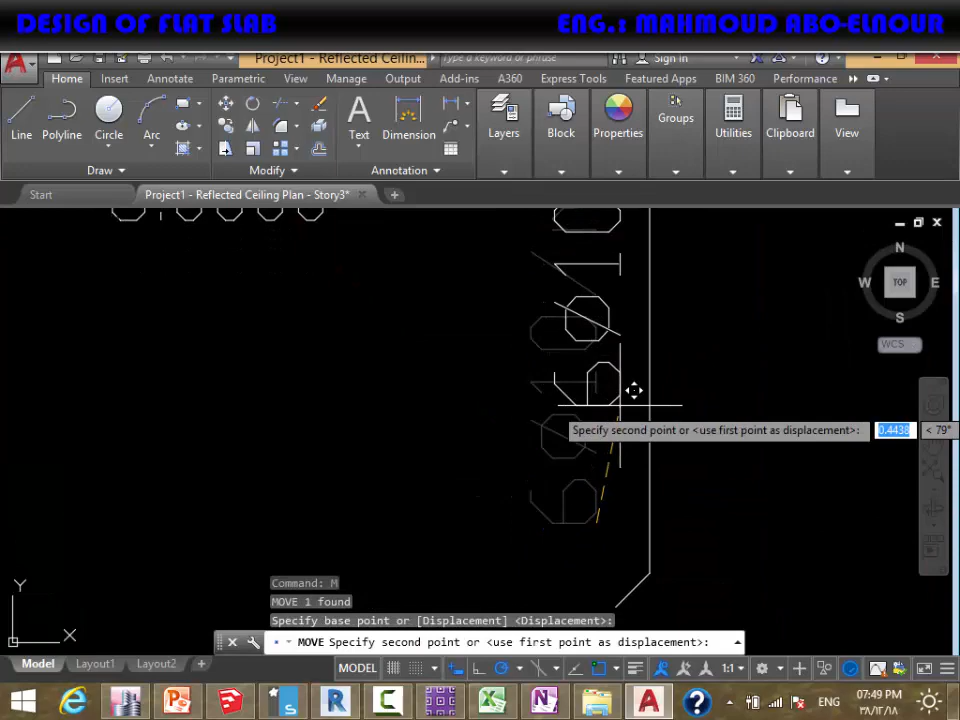 DESIGN OF FLAT SLAB ENG.: MAHMOUD ABO-ELNOUR
Project1 - Reflected Ceiling... Type a keyword or phrase Sign In
Home Insert Annotate Parametric View Manage Output Add-ins A360 Express Tools Featured Apps BIM 360 Performance
Line Polyline Circle Arc Text Dimension Layers Block Properties Groups Utilities Clipboard View
Draw Modify Annotation
Start Project1 - Reflected Ceiling Plan - Story3*
N
W TOP E
S
WCS
Specify second point or <use first point as displacement>: 0.4438 < 79°
Command: M
MOVE 1 found
Specify base point or [Displacement] <Displacement>:
Y
X
MOVE Specify second point or <use first point as displacement>:
Model Layout1 Layout2 + MODEL 1:1
ENG 07:49 PM